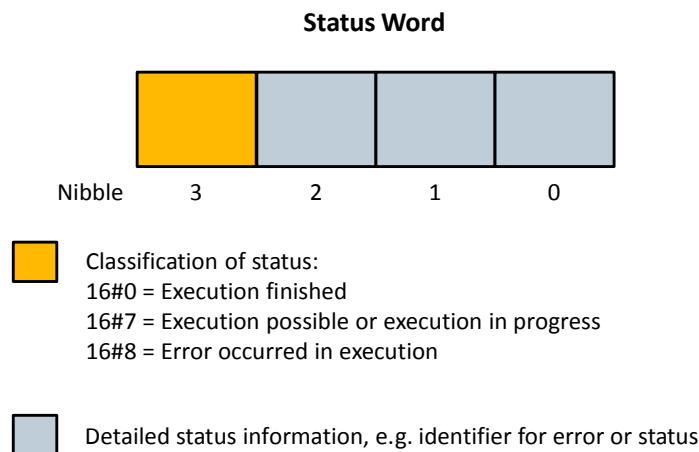 Status Word
Nibble 3 2 1 0
Classification of status:
16#0 = Execution finished
16#7 = Execution possible or execution in progress
16#8 = Error occurred in execution
Detailed status information, e.g. identifier for error or status